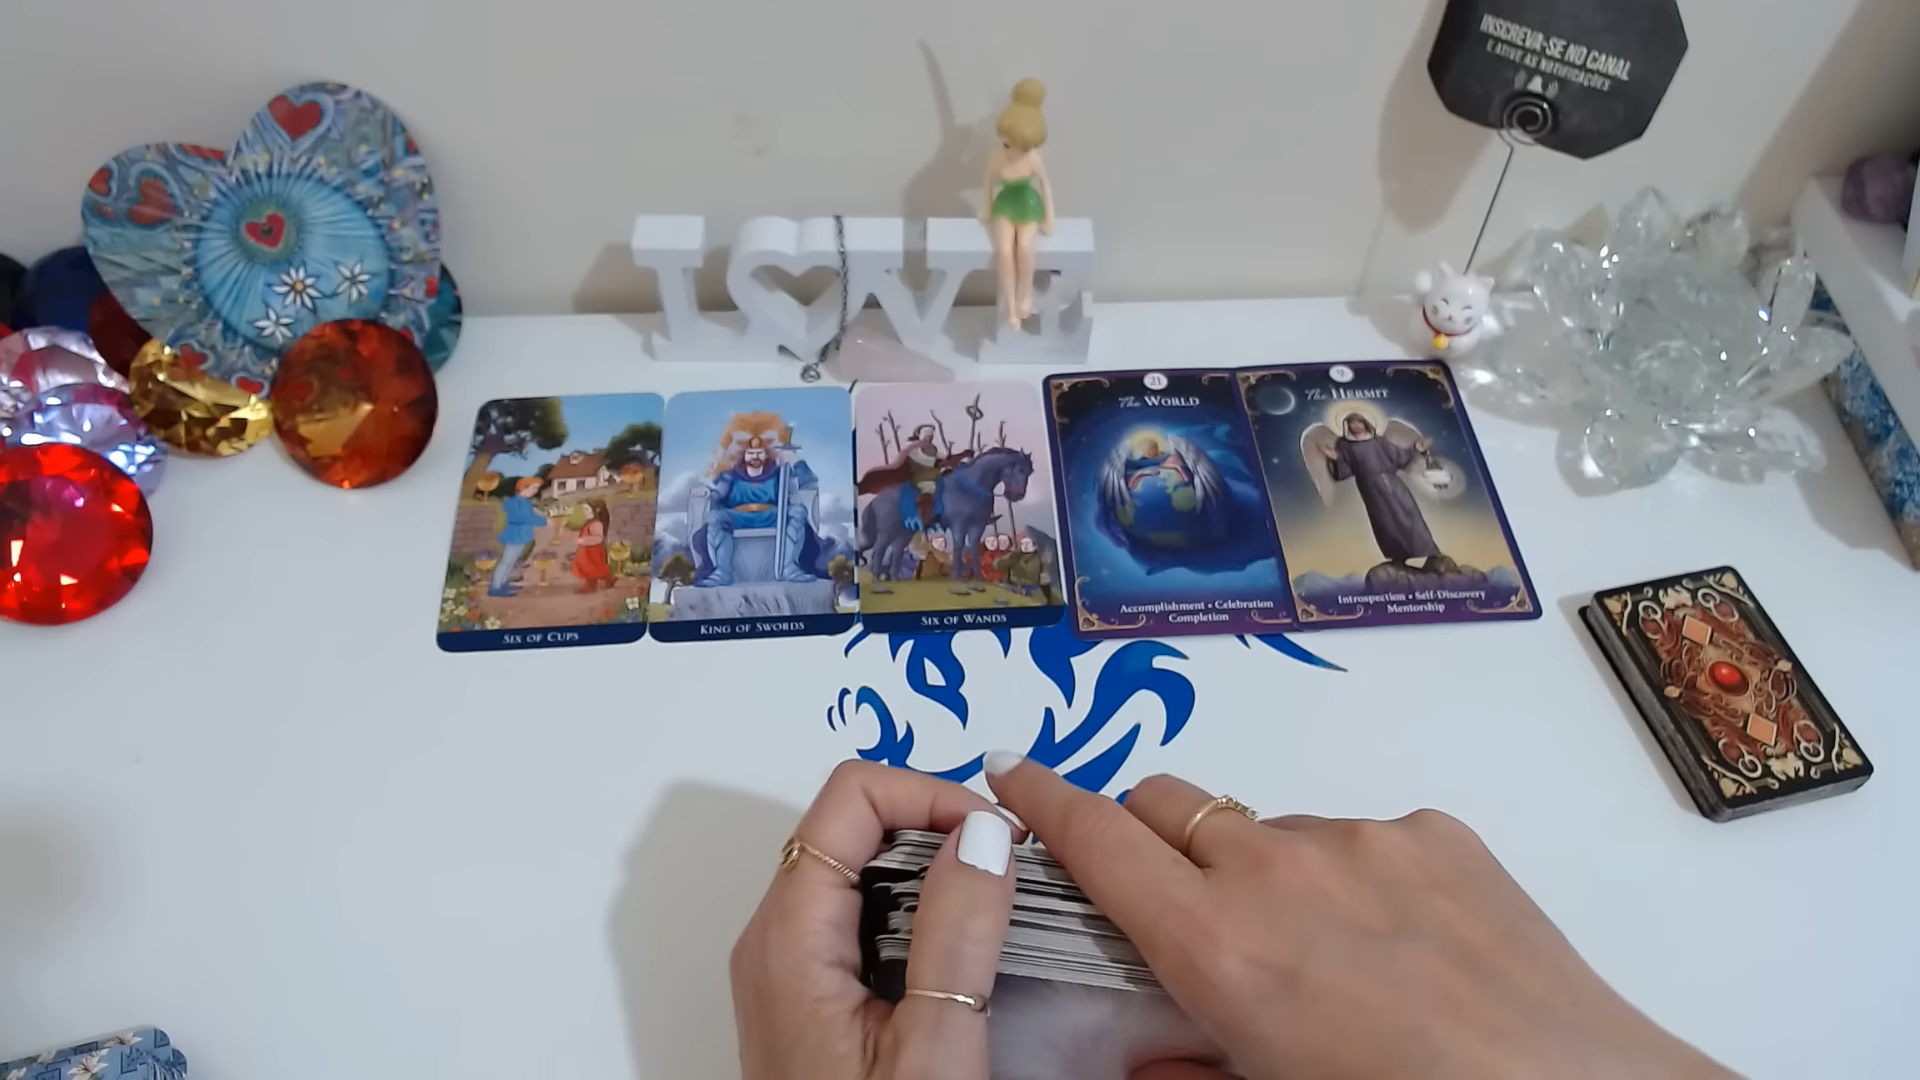 INSCREVA-SE NO CANAL
E ATIVE AS NOTIFICAÇÕES
LOVE
21
The WORLD
The HERMIT
Accomplishment • Celebration
Completion
Introspection • Self-Discovery
Mentorship
SIX OF CUPS
KING OF SWORDS
SIX OF WANDS